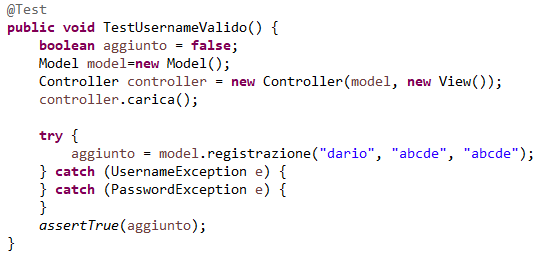 @Test
public void TestUsernameValido() {
    boolean aggiunto = false;
    Model model=new Model();
    Controller controller = new Controller(model, new View());
    controller.carica();

    try {
        aggiunto = model.registrazione("dario", "abcde", "abcde");
    } catch (UsernameException e) {
    } catch (PasswordException e) {
    }
    assertTrue(aggiunto);
}